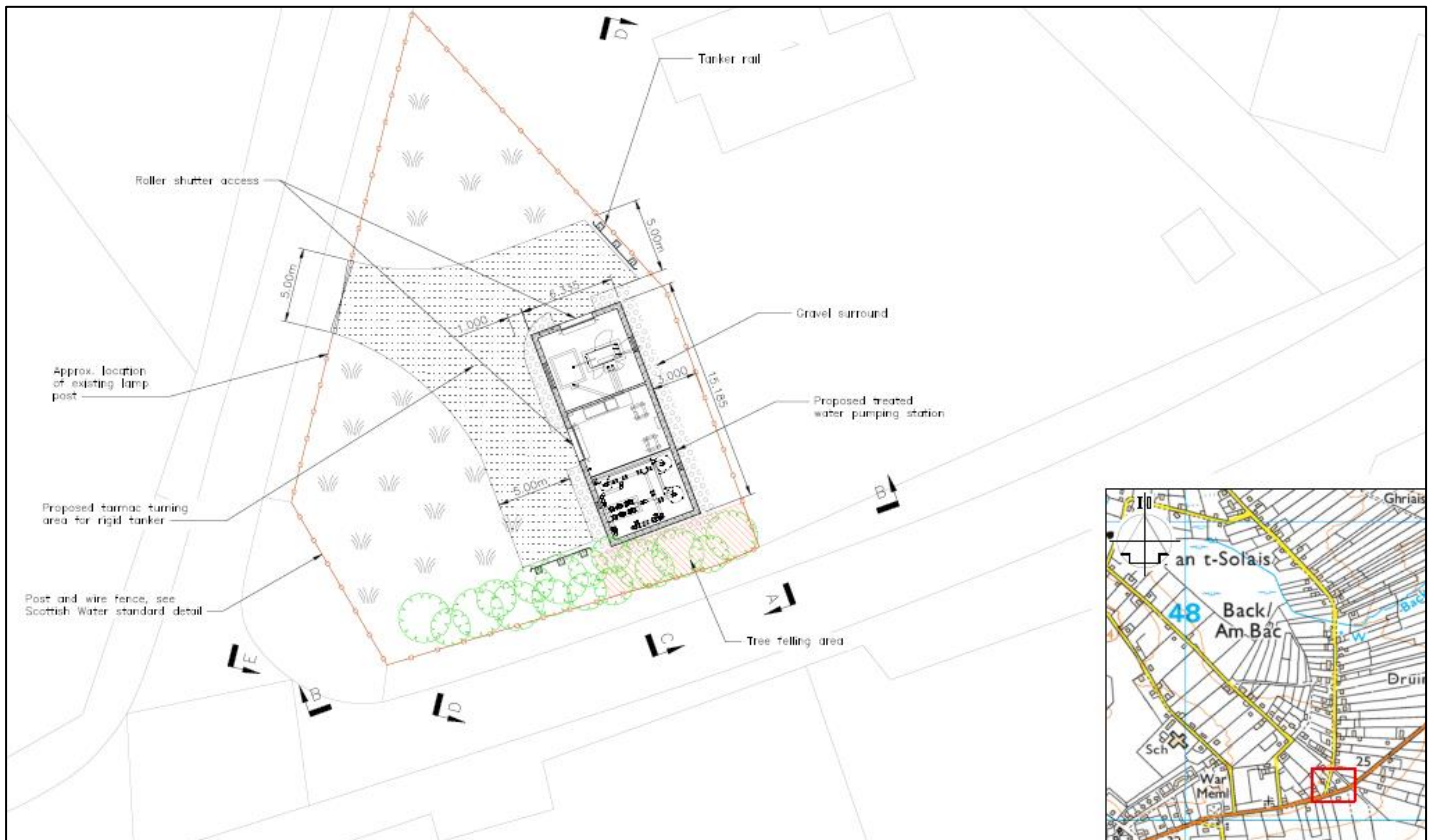 D
Tanker rail
Roller shutter access
5.00m
5.00m
6.335
1.000
Gravel surround
Approx. location
of existing lamp
post
3.000
15.185
Proposed treated
water pumping station
5.00m
B
Proposed tarmac turning
area for rigid tanker
Post and wire fence, see
Scottish Water standard detail
A
C
Tree felling area
E
B
D
Ghriais
an t-Solais
48
Back/
Am Bac
Back
W
Druin
Sch
25
War
Meml